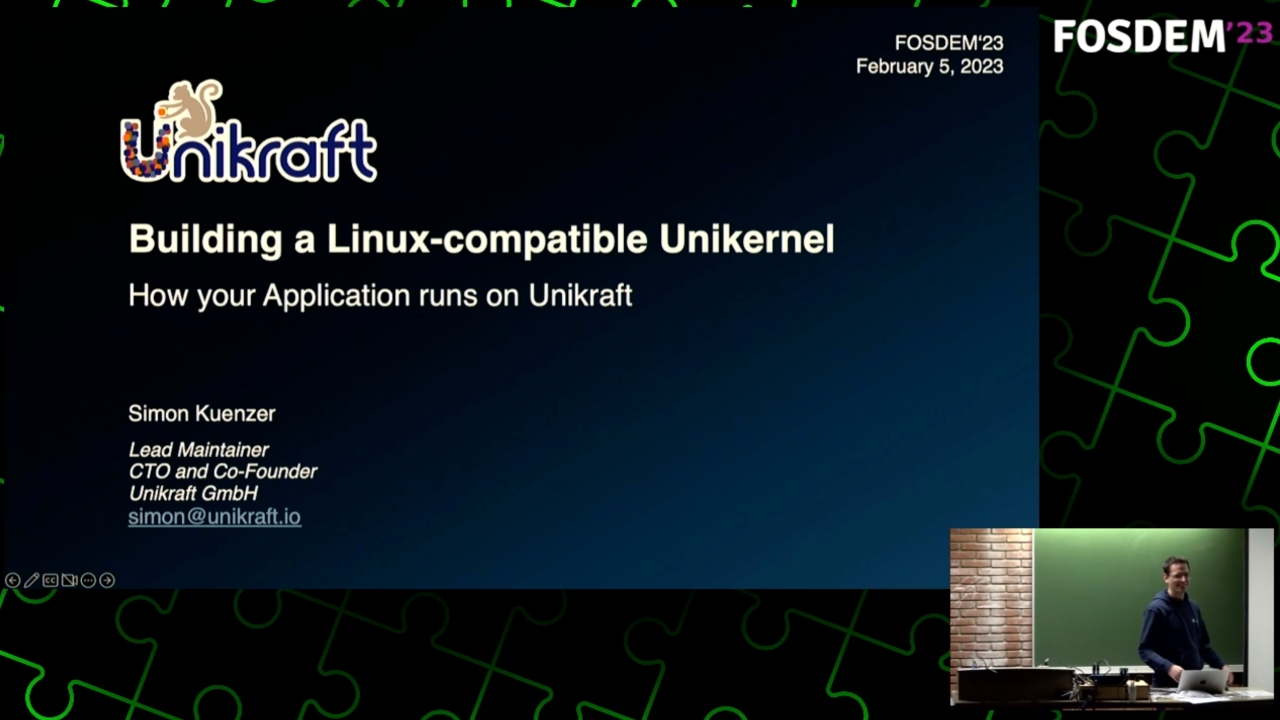 FOSDEM‘23
February 5, 2023
FOSDEM’23
Unikraft
Building a Linux-compatible Unikernel
How your Application runs on Unikraft
Simon Kuenzer
Lead Maintainer
CTO and Co-Founder
Unikraft GmbH
simon@unikraft.io
CC